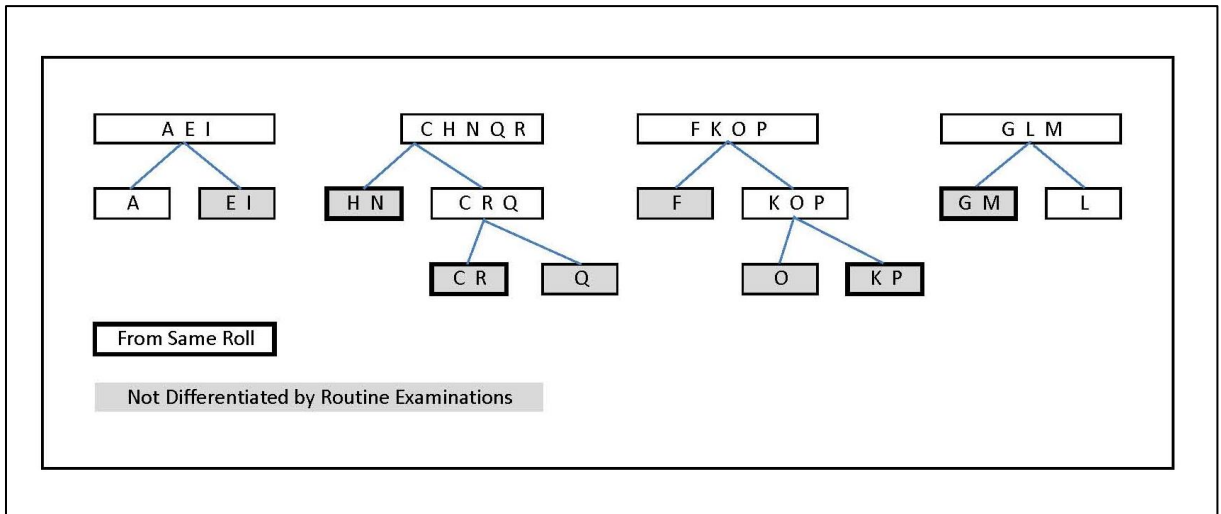 A E I C H N Q R F K O P G L M
A E I H N C R Q F K O P G M L
C R Q O K P
From Same Roll
Not Differentiated by Routine Examinations